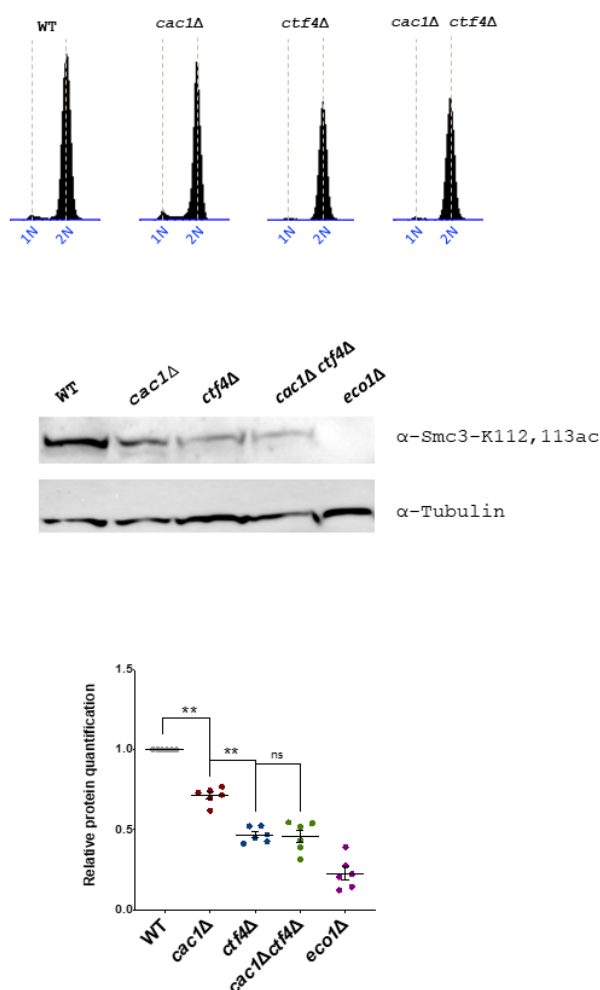 WT cac1Δ ctf4Δ cac1Δ ctf4Δ
1N 2N 1N 2N 1N 2N 1N 2N
WT cac1Δ ctf4Δ cac1Δ ctf4Δ eco1Δ
α-Smc3-K112,113ac
α-Tubulin
Relative protein quantification
1.5
1.0
0.5
0.0
** ** ns
WT cac1Δ ctf4Δ cac1Δctf4Δ eco1Δ